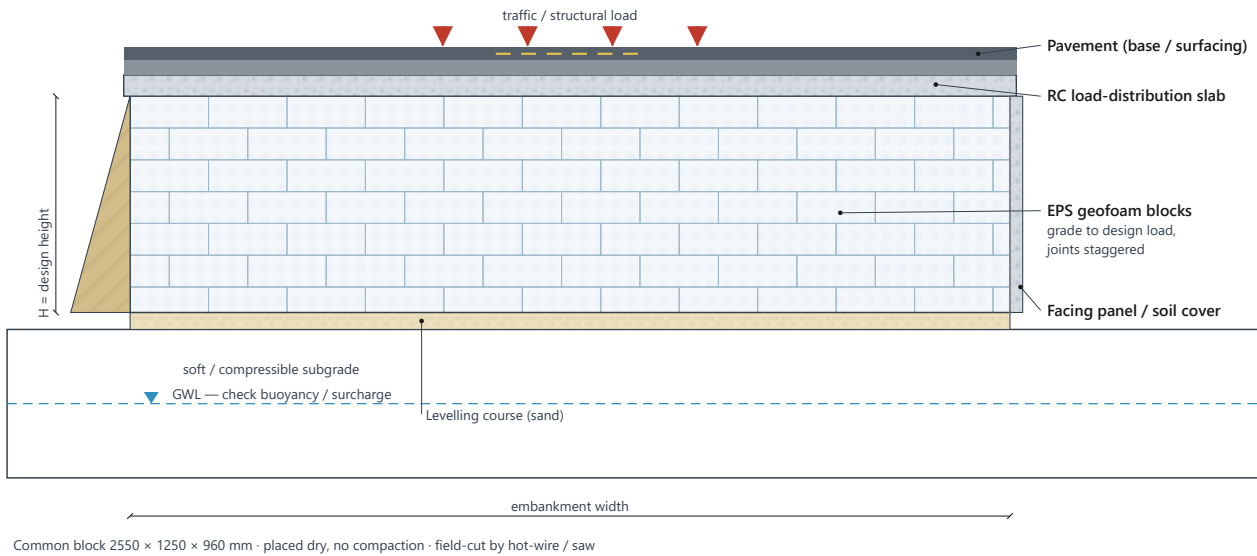 traffic / structural load
Pavement (base / surfacing)
RC load-distribution slab
EPS geofoam blocks
grade to design load,
joints staggered
H = design height
Facing panel / soil cover
soft / compressible subgrade
GWL — check buoyancy / surcharge
Levelling course (sand)
embankment width
Common block 2550 × 1250 × 960 mm · placed dry, no compaction · field-cut by hot-wire / saw